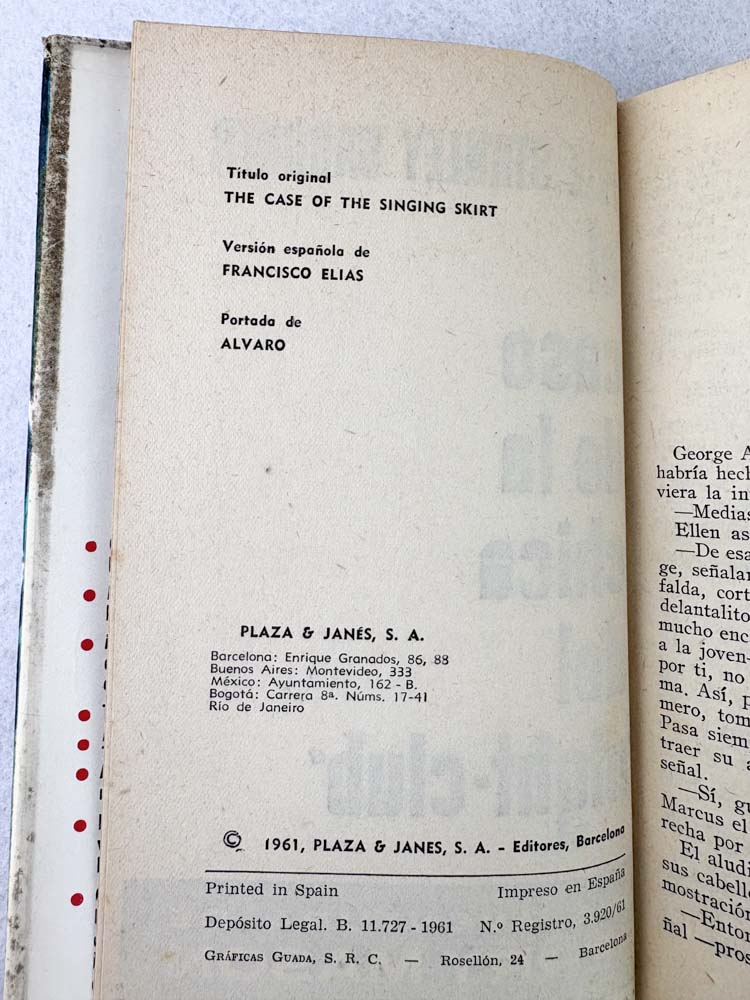 Título original
THE CASE OF THE SINGING SKIRT
Versión española de
FRANCISCO ELIAS
Portada de
ALVARO
PLAZA & JANÉS, S. A.
Barcelona: Enrique Granados, 86, 88
Buenos Aires: Montevideo, 333
México: Ayuntamiento, 162 - B.
Bogotá: Carrera 8ª. Núms. 17-41
Río de Janeiro
© 1961, PLAZA & JANES, S. A. - Editores, Barcelona
Printed in Spain Impreso en España
Depósito Legal. B. 11.727 - 1961 N.º Registro, 3.920/61
GRÁFICAS GUADA, S. R. C. — Rosellón, 24 — Barcelona
George A
habría hech
viera la in
—Medias
Ellen as
—De esa
ge, señalar
falda, cort
delantalito
mucho enc
a la joven—
por ti, no
ma. Así, p
mero, tom
Pasa siem
traer su a
señal.
—Sí, gu
Marcus el
recha por
El aludi
sus cabell
mostración
—Enton
ñal —pros